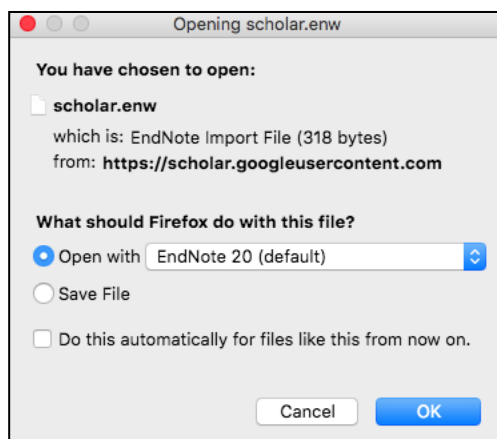 Opening scholar.enw
You have chosen to open:
scholar.enw
which is: EndNote Import File (318 bytes)
from: https://scholar.googleusercontent.com
What should Firefox do with this file?
Open with EndNote 20 (default)
Save File
Do this automatically for files like this from now on.
Cancel OK